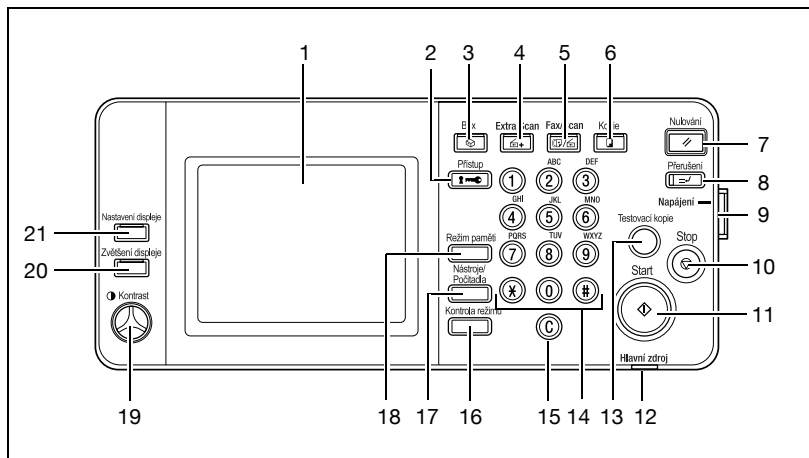 1
2
3
4
5
6
Box
Extra Scan
Fax/Scan
Kopie
Nulování
7
Přístup
ABC
DEF
1
2
3
Přerušení
8
GHI
JKL
MNO
Napájení
9
4
5
6
Nastavení displeje
21
Režim paměti
PQRS
TUV
WXYZ
Testovací kopie
Stop
10
7
8
9
Zvětšení displeje
20
Nástroje/
Počítadla
Start
0
#
11
Kontrast
Kontrola režimu
C
Hlavní zdroj
19
18
17
16
15
14
13
12